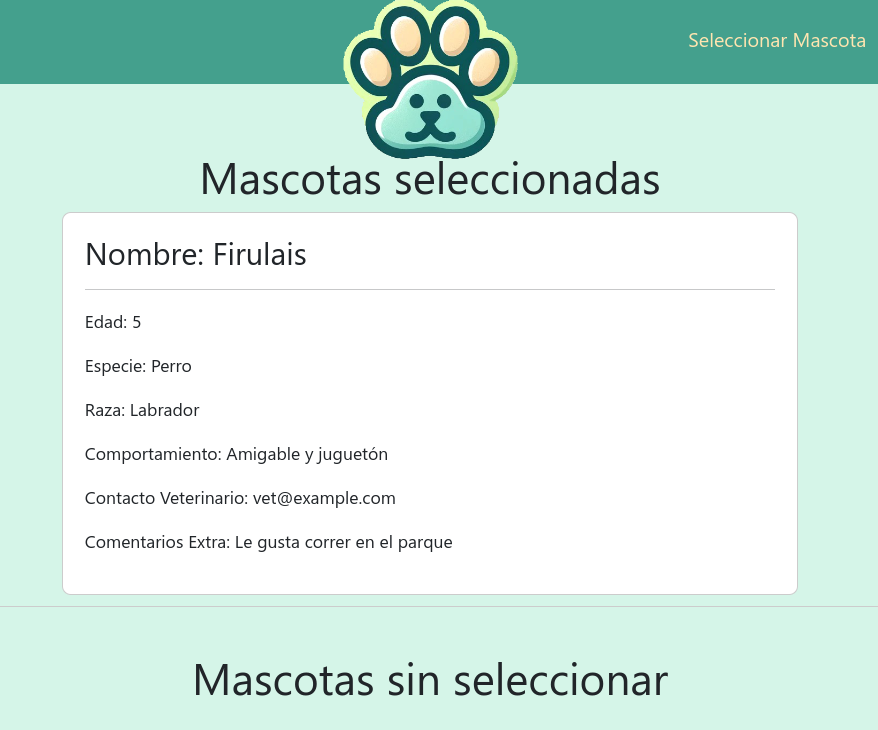 Seleccionar Mascota
Mascotas seleccionadas
Nombre: Firulais
Edad: 5
Especie: Perro
Raza: Labrador
Comportamiento: Amigable y juguetón
Contacto Veterinario: vet@example.com
Comentarios Extra: Le gusta correr en el parque
Mascotas sin seleccionar